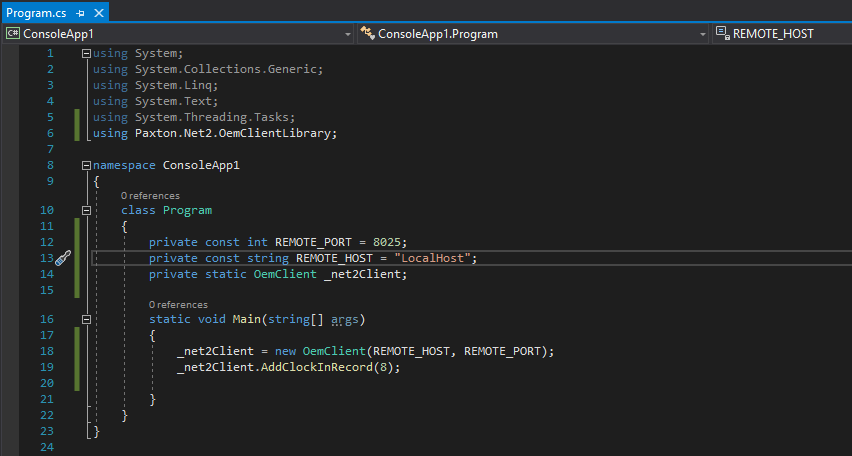 Program.cs
C# ConsoleApp1 ConsoleApp1.Program REMOTE_HOST
1 using System;
2 using System.Collections.Generic;
3 using System.Linq;
4 using System.Text;
5 using System.Threading.Tasks;
6 using Paxton.Net2.OemClientLibrary;
7
8 namespace ConsoleApp1
9 {
0 references
10 class Program
11 {
12 private const int REMOTE_PORT = 8025;
13 private const string REMOTE_HOST = "LocalHost";
14 private static OemClient _net2Client;
15
0 references
16 static void Main(string[] args)
17 {
18 _net2Client = new OemClient(REMOTE_HOST, REMOTE_PORT);
19 _net2Client.AddClockInRecord(8);
20
21 }
22 }
23 }
24